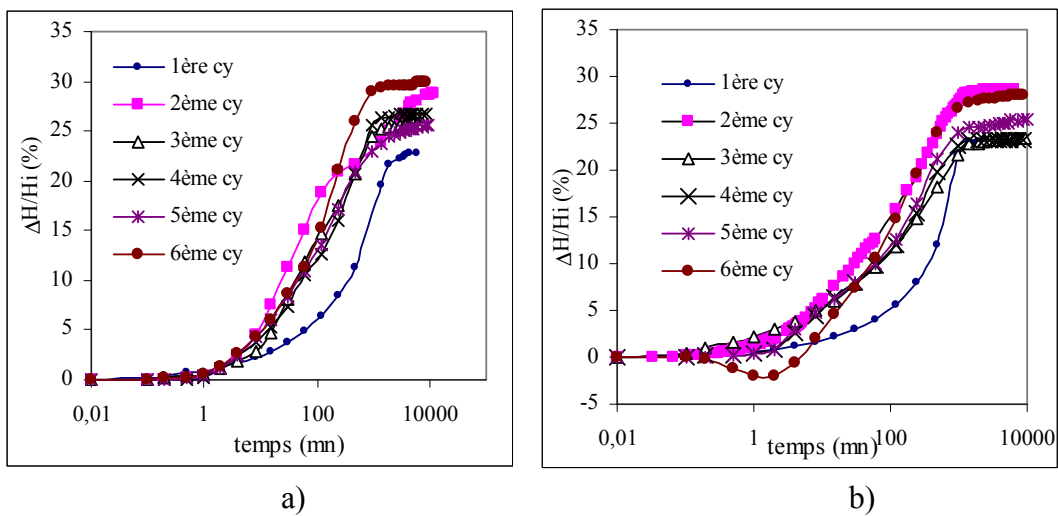 35
30
25
20
15
10
5
0
ΔH/Hi (%)
1ère cy
2ème cy
3ème cy
4ème cy
5ème cy
6ème cy
0,01
1
100
10000
temps (mn)
a)
35
30
25
20
15
10
5
0
-5
ΔH/Hi (%)
1ère cy
2ème cy
3ème cy
4ème cy
5ème cy
6ème cy
0,01
1
100
10000
temps (mn)
b)